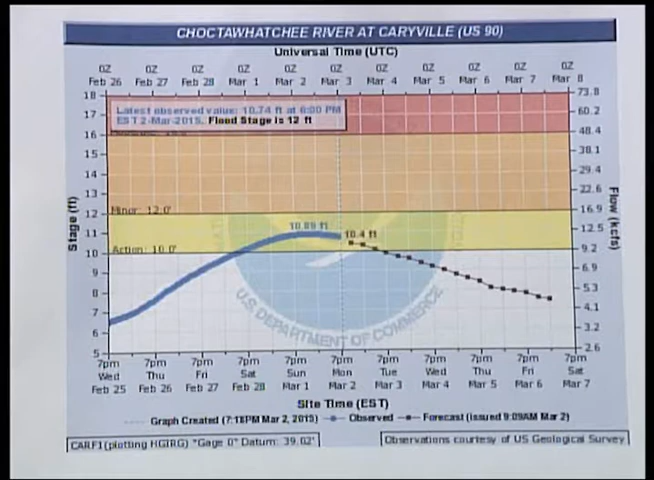 CHOCTAWHATCHEE RIVER AT CARYVILLE (US 90)
Universal Time (UTC)
0Z 0Z 0Z 0Z 0Z 0Z 0Z 0Z 0Z 0Z 0Z
Feb 26 Feb 27 Feb 28 Mar 1 Mar 2 Mar 3 Mar 4 Mar 5 Mar 6 Mar 7 Mar 8
18 73.8
Latest observed value: 10.74 ft at 6:00 PM
17 60.2
EST 2-Mar-2015. Flood Stage is 12 ft
16 48.4
15 38.1
14 29.4
13 22.6
Minor: 12.0'
12 16.9
10.89 ft
11 12.5
10.4 ft
Action: 10.0'
10 9.2
9 6.9
8 5.3
7 4.1
6 3.2
5 2.6
Stage (ft)
Flow (kcfs)
U.S. DEPARTMENT OF COMMERCE
7pm 7pm 7pm 7pm 7pm 7pm 7pm 7pm 7pm 7pm 7pm
Wed Thu Fri Sat Sun Mon Tue Wed Thu Fri Sat
Feb 25 Feb 26 Feb 27 Feb 28 Mar 1 Mar 2 Mar 3 Mar 4 Mar 5 Mar 6 Mar 7
Site Time (EST)
Graph Created (7:18PM Mar 2, 2015) Observed Forecast (issued 9:09AM Mar 2)
CARF1(plotting HGIRG) "Gage 0" Datum: 39.02'
Observations courtesy of US Geological Survey